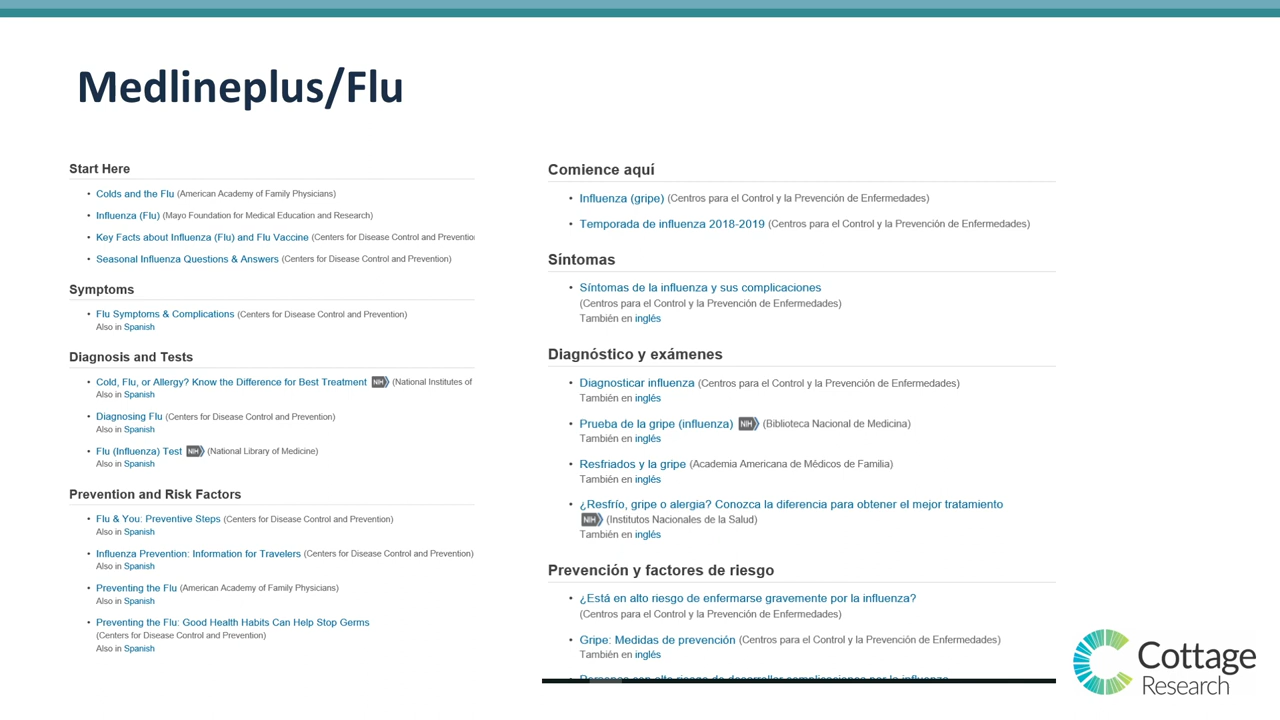 Medlineplus/Flu
Start Here
• Colds and the Flu (American Academy of Family Physicians)
• Influenza (Flu) (Mayo Foundation for Medical Education and Research)
• Key Facts about Influenza (Flu) and Flu Vaccine (Centers for Disease Control and Preventio
• Seasonal Influenza Questions & Answers (Centers for Disease Control and Prevention)
Symptoms
• Flu Symptoms & Complications (Centers for Disease Control and Prevention)
Also in Spanish
Diagnosis and Tests
• Cold, Flu, or Allergy? Know the Difference for Best Treatment NIH (National Institutes of
Also in Spanish
• Diagnosing Flu (Centers for Disease Control and Prevention)
Also in Spanish
• Flu (Influenza) Test NIH (National Library of Medicine)
Also in Spanish
Prevention and Risk Factors
• Flu & You: Preventive Steps (Centers for Disease Control and Prevention)
Also in Spanish
• Influenza Prevention: Information for Travelers (Centers for Disease Control and Prevention)
Also in Spanish
• Preventing the Flu (American Academy of Family Physicians)
Also in Spanish
• Preventing the Flu: Good Health Habits Can Help Stop Germs
(Centers for Disease Control and Prevention)
Also in Spanish
Comience aquí
• Influenza (gripe) (Centros para el Control y la Prevención de Enfermedades)
• Temporada de influenza 2018-2019 (Centros para el Control y la Prevención de Enfermedades)
Síntomas
• Síntomas de la influenza y sus complicaciones
(Centros para el Control y la Prevención de Enfermedades)
También en inglés
Diagnóstico y exámenes
• Diagnosticar influenza (Centros para el Control y la Prevención de Enfermedades)
También en inglés
• Prueba de la gripe (influenza) NIH (Biblioteca Nacional de Medicina)
También en inglés
• Resfriados y la gripe (Academia Americana de Médicos de Familia)
También en inglés
• ¿Resfrío, gripe o alergia? Conozca la diferencia para obtener el mejor tratamiento
NIH (Institutos Nacionales de la Salud)
También en inglés
Prevención y factores de riesgo
• ¿Está en alto riesgo de enfermarse gravemente por la influenza?
(Centros para el Control y la Prevención de Enfermedades)
• Gripe: Medidas de prevención (Centros para el Control y la Prevención de Enfermedades)
También en inglés
Personas con alto riesgo de desarrollar complicaciones por la influenza
Cottage
Research